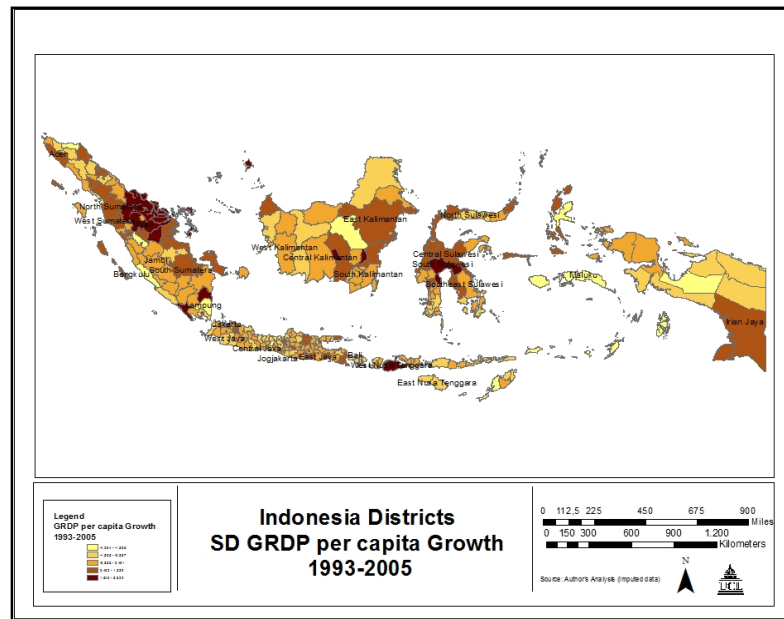 Aceh
North Sumatera
West Sumatera
Jambi
Bengkulu
South Sumatera
Lampung
Jakarta
West Java
Central Java
Jogjakarta
East Java
Bali
West Nusa Tenggara
East Nusa Tenggara
West Kalimantan
Central Kalimantan
East Kalimantan
South Kalimantan
North Sulawesi
Central Sulawesi
South Sulawesi
Southeast Sulawesi
Maluku
Irian Jaya
Legend
GRDP per capita Growth
1993-2005
Indonesia Districts
SD GRDP per capita Growth
1993-2005
0 112,5 225 450 675 900
Miles
0 150 300 600 900 1.200
Kilometers
Source: Author's Analysis (imputed data)
N
UCL